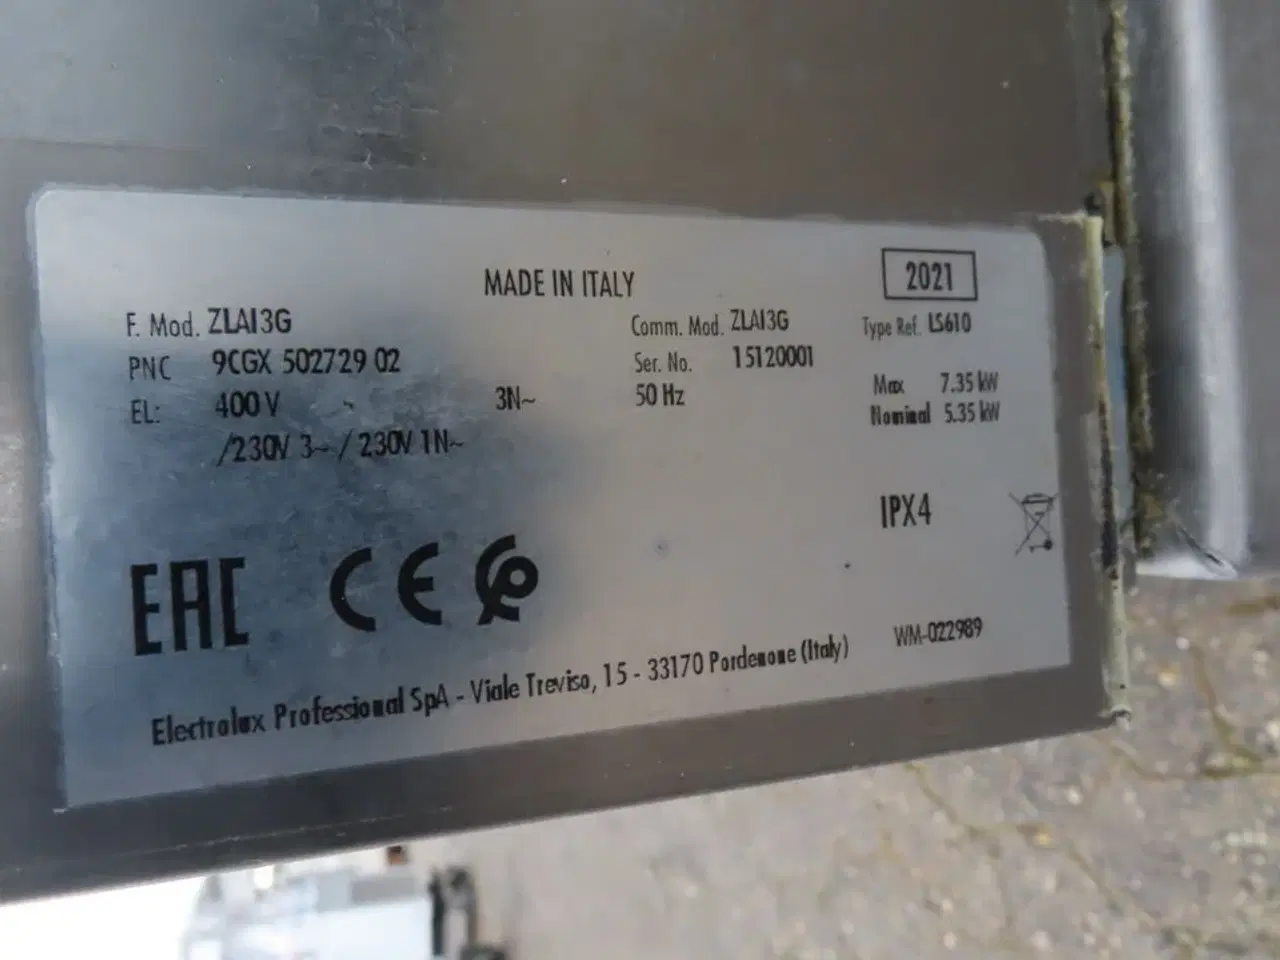 MADE IN ITALY
2021
F. Mod. ZLAI3G Comm. Mod. ZLAI3G Type Ref. LS610
PNC 9CGX 502729 02 Ser. No. 15120001
EL: 400 V 3N~ 50 Hz Max 7.35 kW
/230V 3~ / 230V 1N~ Nominal 5.35 kW
IPX4
EAC CE
Electrolux Professional SpA - Viale Treviso, 15 - 33170 Pordenone (Italy) WM-022989